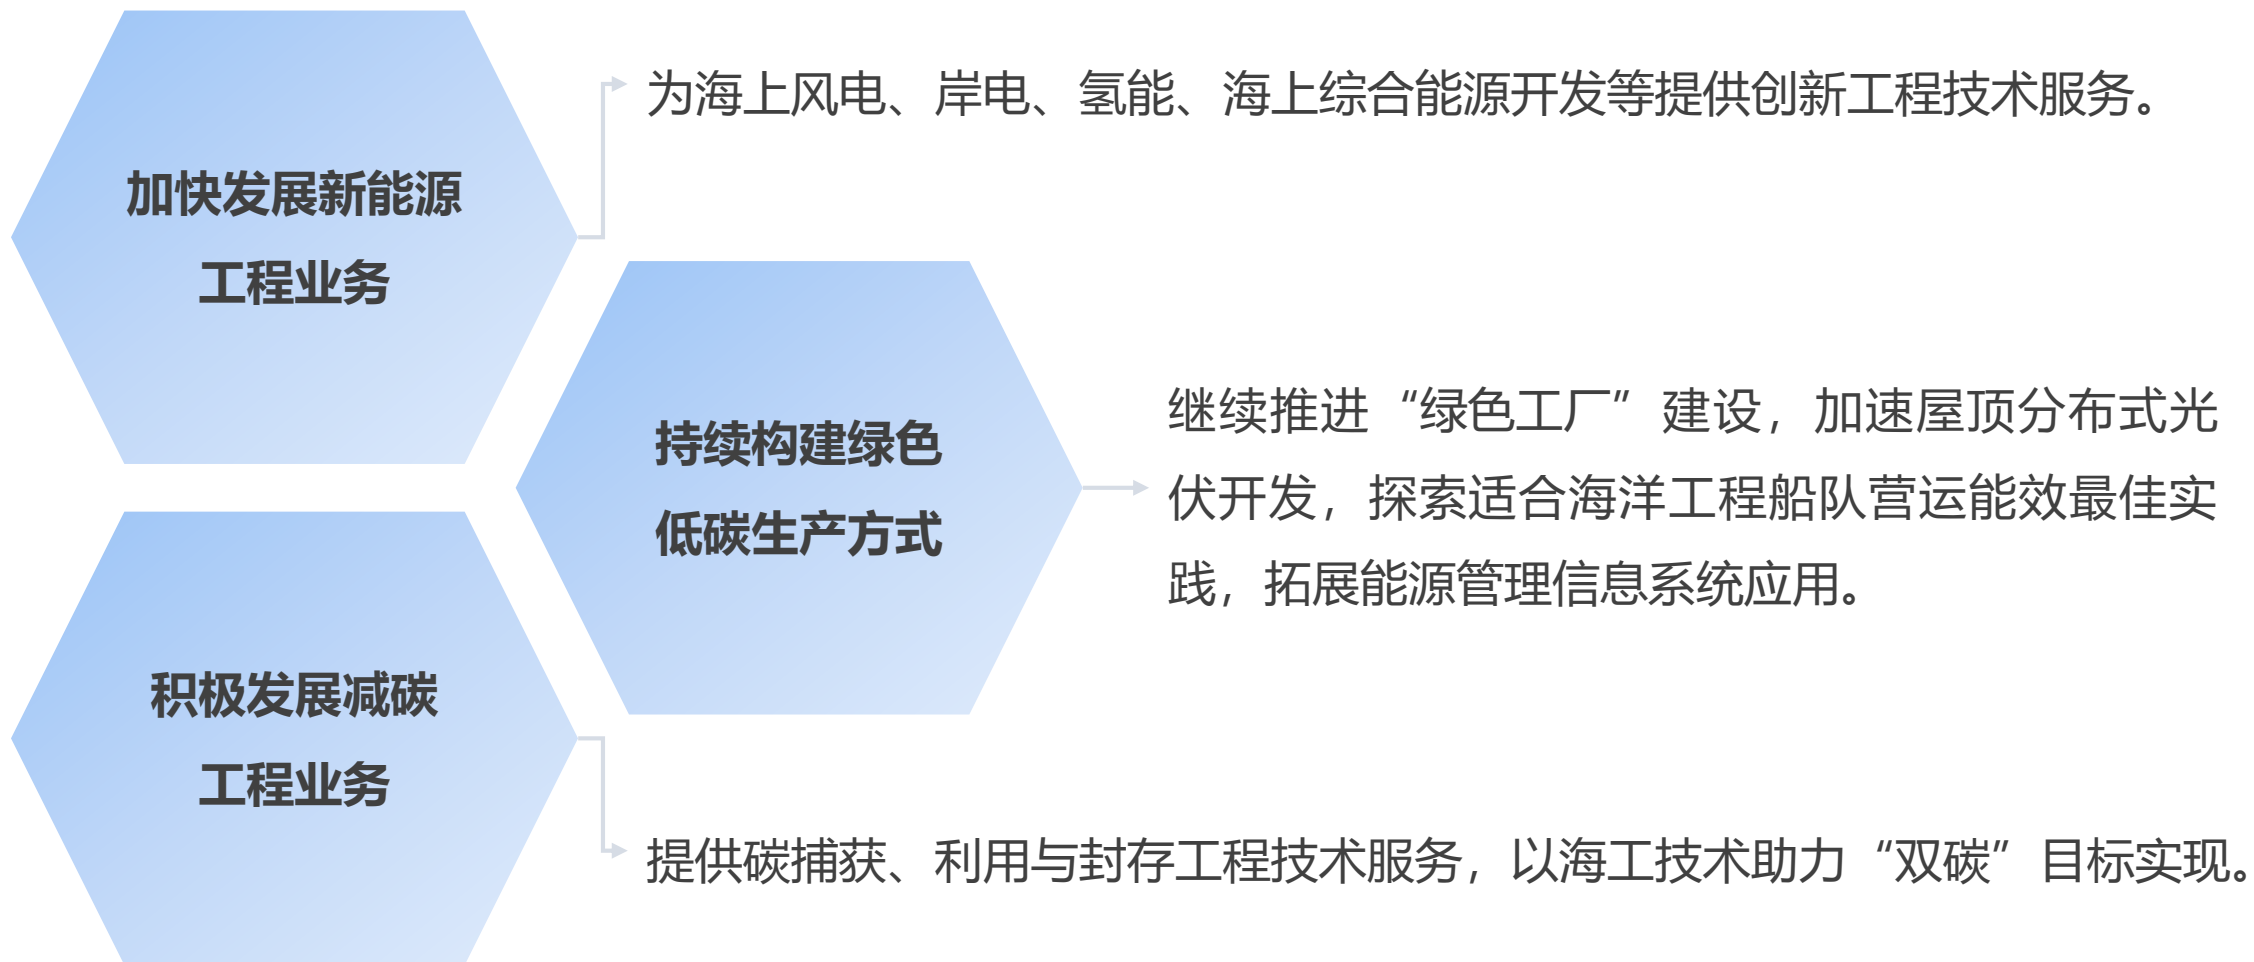 加快发展新能源
工程业务
为海上风电、岸电、氢能、海上综合能源开发等提供创新工程技术服务。
持续构建绿色
低碳生产方式
继续推进“绿色工厂”建设，加速屋顶分布式光
伏开发，探索适合海洋工程船队营运能效最佳实
践，拓展能源管理信息系统应用。
积极发展减碳
工程业务
提供碳捕获、利用与封存工程技术服务，以海工技术助力“双碳”目标实现。